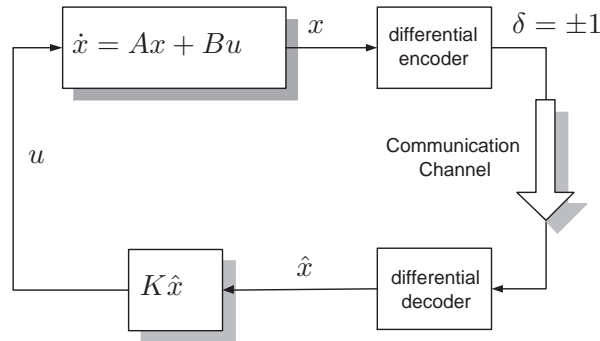 ẋ = Ax + Bu
x
differential
encoder
δ = ±1
Communication
Channel
u
Kx̂
x̂
differential
decoder